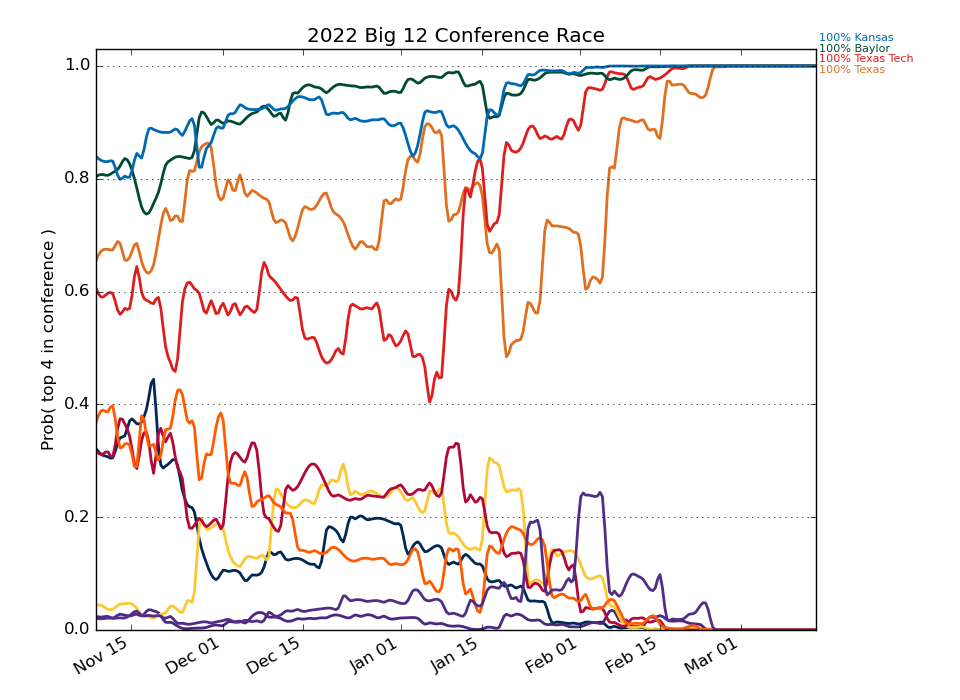 2022 Big 12 Conference Race
100% Kansas
100% Baylor
100% Texas Tech
100% Texas
Prob( top 4 in conference )
1.0
0.8
0.6
0.4
0.2
0.0
Nov 15
Dec 01
Dec 15
Jan 01
Jan 15
Feb 01
Feb 15
Mar 01